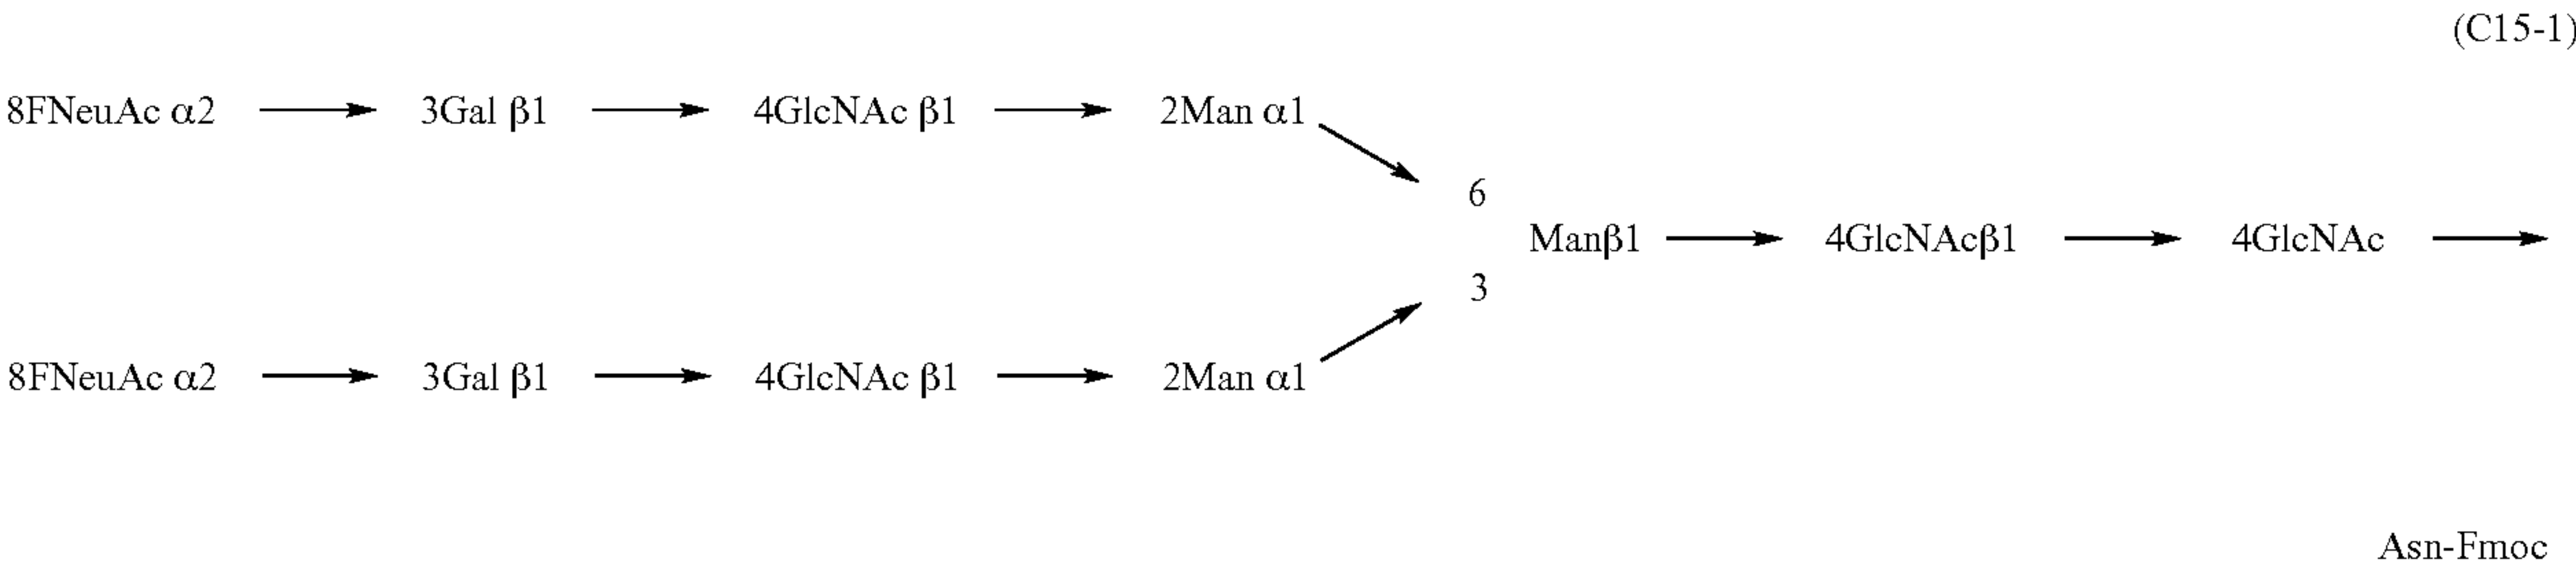 (C15-1)
8FNeuAc α2 → 3Gal β1 → 4GlcNAc β1 → 2Man α1
6
Manβ1 → 4GlcNAcβ1 → 4GlcNAc →
3
8FNeuAc α2 → 3Gal β1 → 4GlcNAc β1 → 2Man α1
Asn-Fmoc